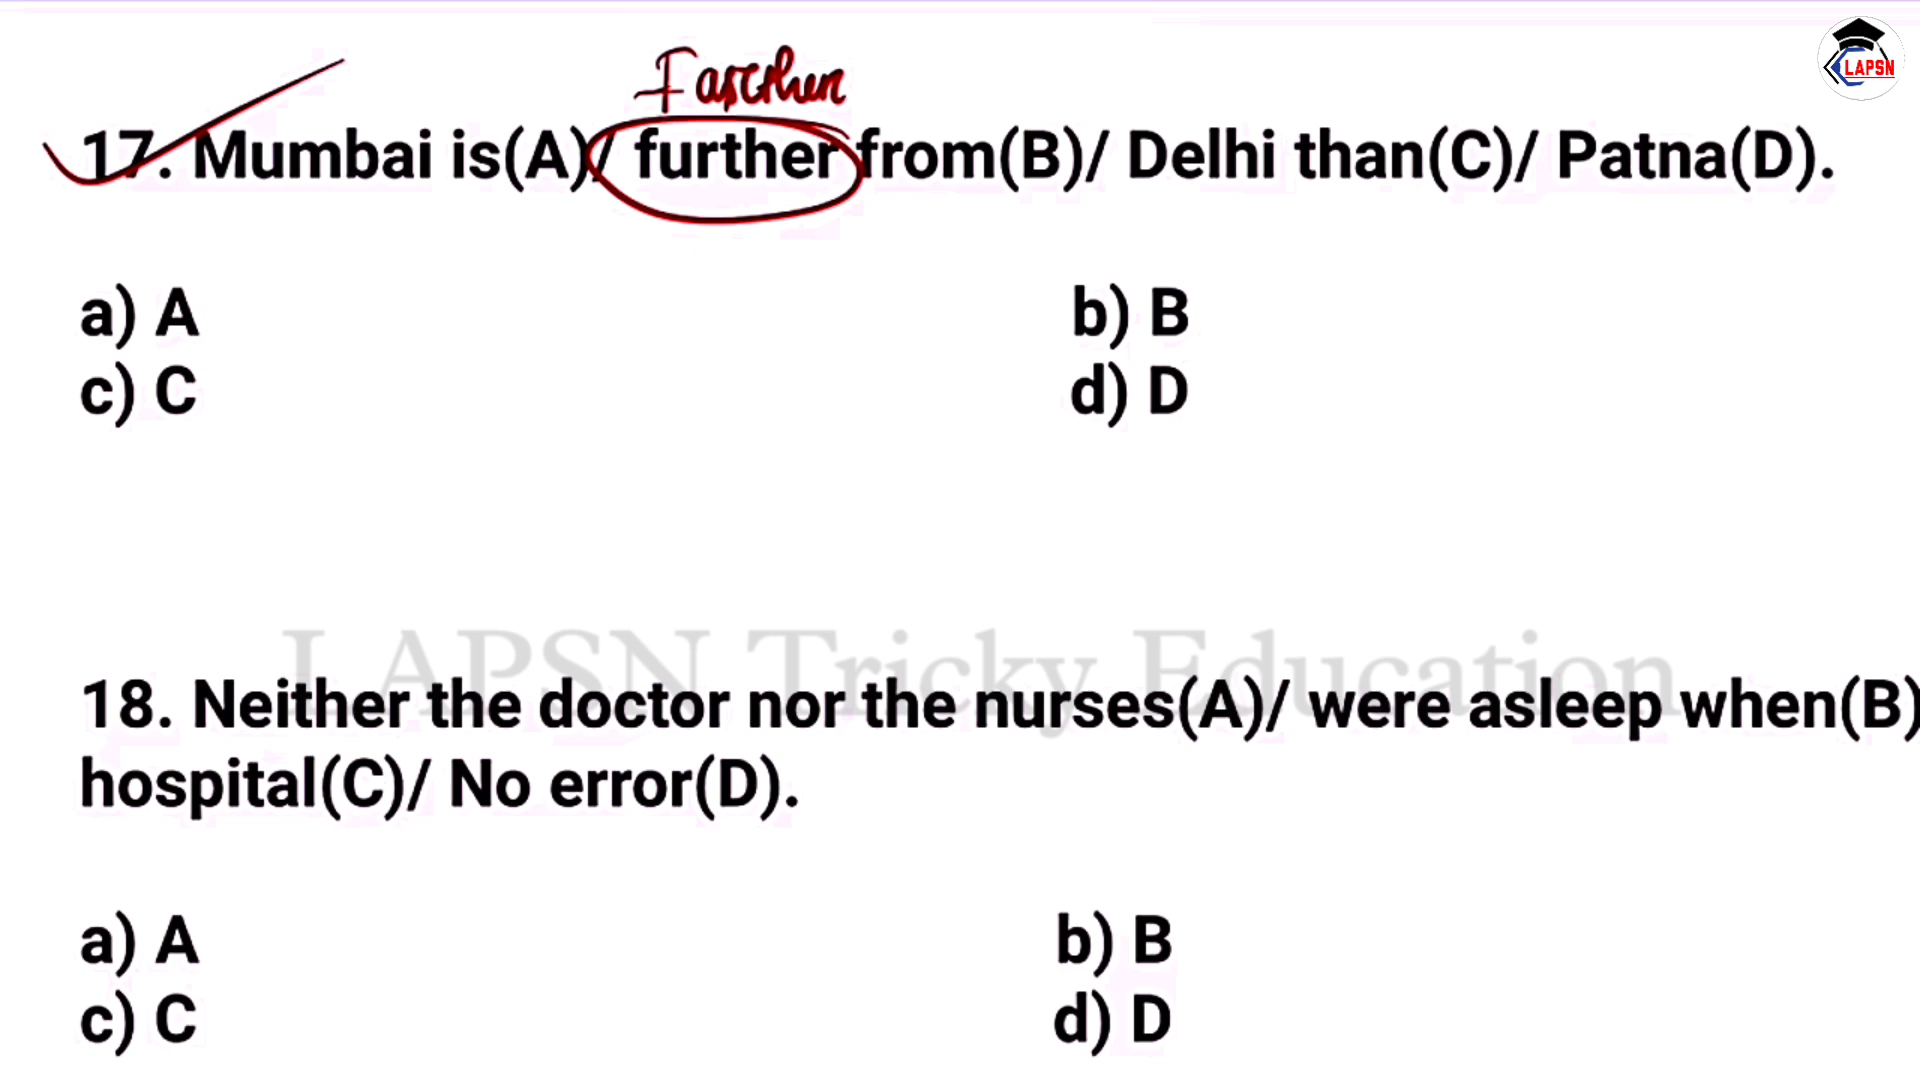 LAPSN
Farther
17. Mumbai is(A)/ further from(B)/ Delhi than(C)/ Patna(D).
a) A
b) B
c) C
d) D
LAPSN Tricky Education
18. Neither the doctor nor the nurses(A)/ were asleep when(B)
hospital(C)/ No error(D).
a) A
b) B
c) C
d) D